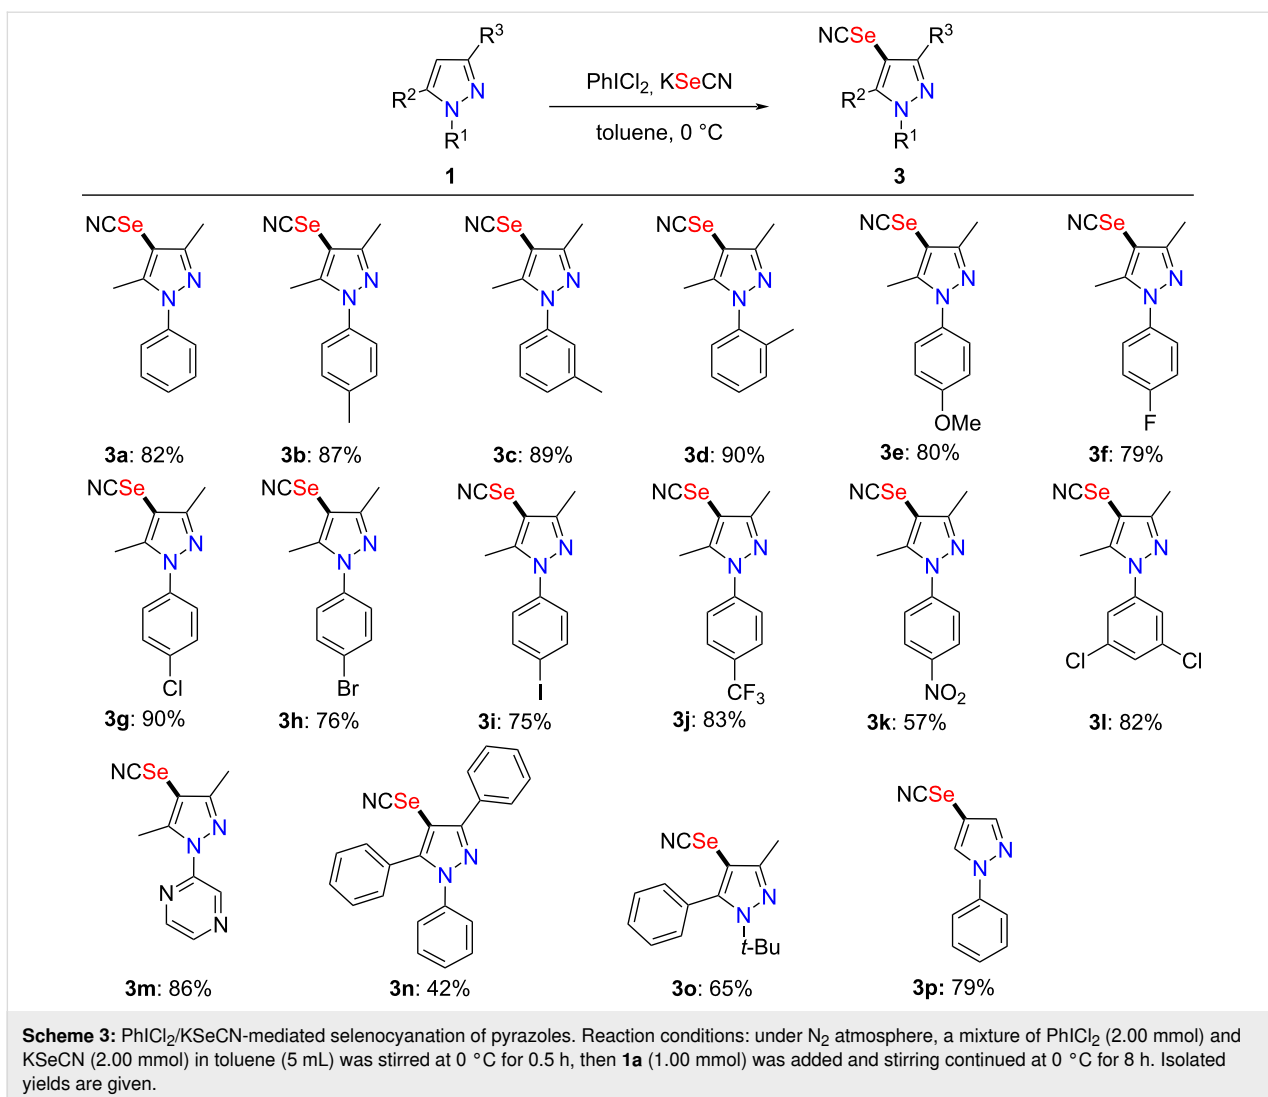 R3
R2
N
N
R1
1
PhICl2, KSeCN
toluene, 0 °C
NCSe
R3
R2
N
N
R1
3
NCSe
N
N
3a: 82%
NCSe
N
N
3b: 87%
NCSe
N
N
3c: 89%
NCSe
N
N
3d: 90%
NCSe
N
N
OMe
3e: 80%
NCSe
N
N
F
3f: 79%
NCSe
N
N
Cl
3g: 90%
NCSe
N
N
Br
3h: 76%
NCSe
N
N
I
3i: 75%
NCSe
N
N
CF3
3j: 83%
NCSe
N
N
NO2
3k: 57%
NCSe
N
N
Cl
Cl
3l: 82%
NCSe
N
N
N
N
3m: 86%
NCSe
N
N
3n: 42%
NCSe
N
N
t-Bu
3o: 65%
NCSe
N
N
3p: 79%
Scheme 3: PhICl2/KSeCN-mediated selenocyanation of pyrazoles. Reaction conditions: under N2 atmosphere, a mixture of PhICl2 (2.00 mmol) and
KSeCN (2.00 mmol) in toluene (5 mL) was stirred at 0 °C for 0.5 h, then 1a (1.00 mmol) was added and stirring continued at 0 °C for 8 h. Isolated
yields are given.